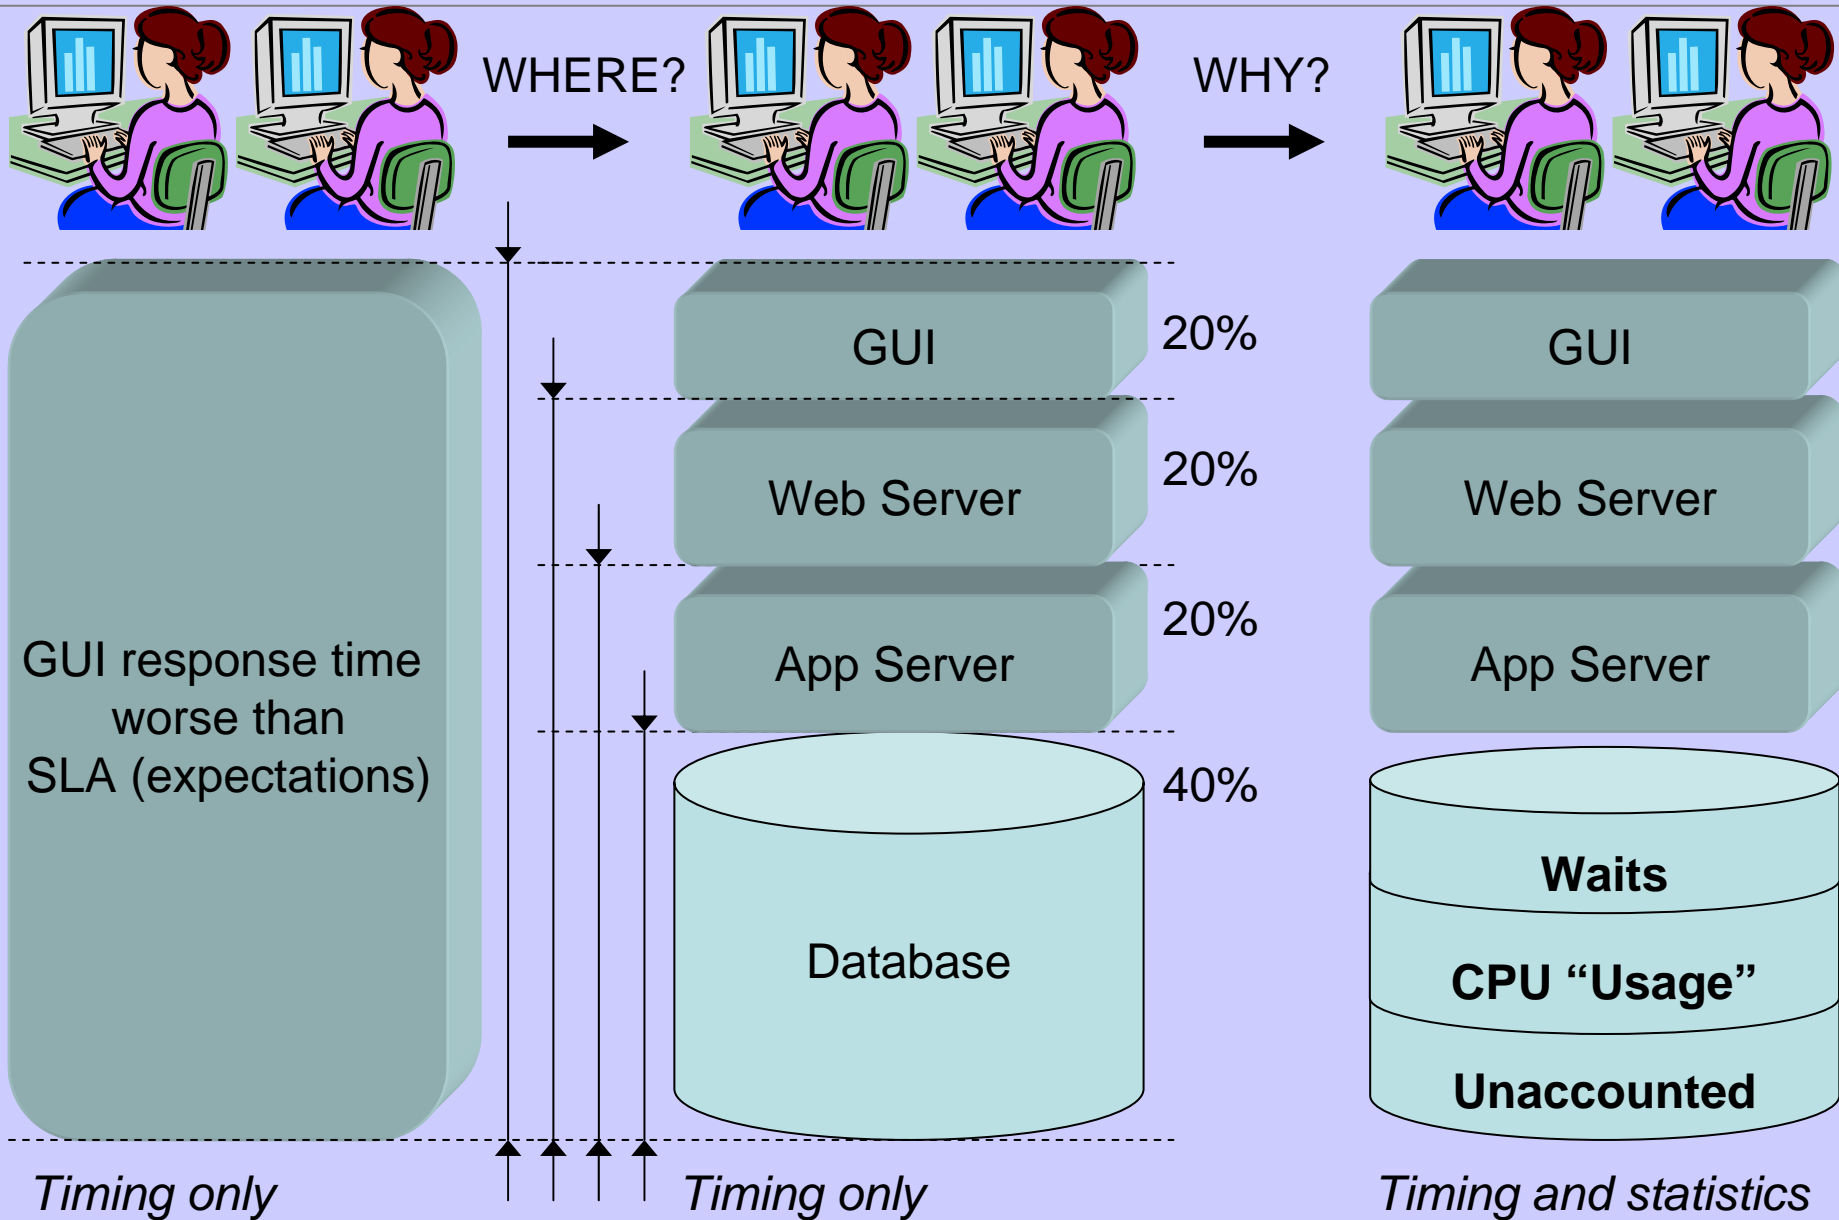 WHERE?
WHY?
GUI response time
worse than
SLA (expectations)
GUI
20%
Web Server
20%
App Server
20%
Database
40%
GUI
Web Server
App Server
Waits
CPU “Usage”
Unaccounted
Timing only
Timing only
Timing and statistics